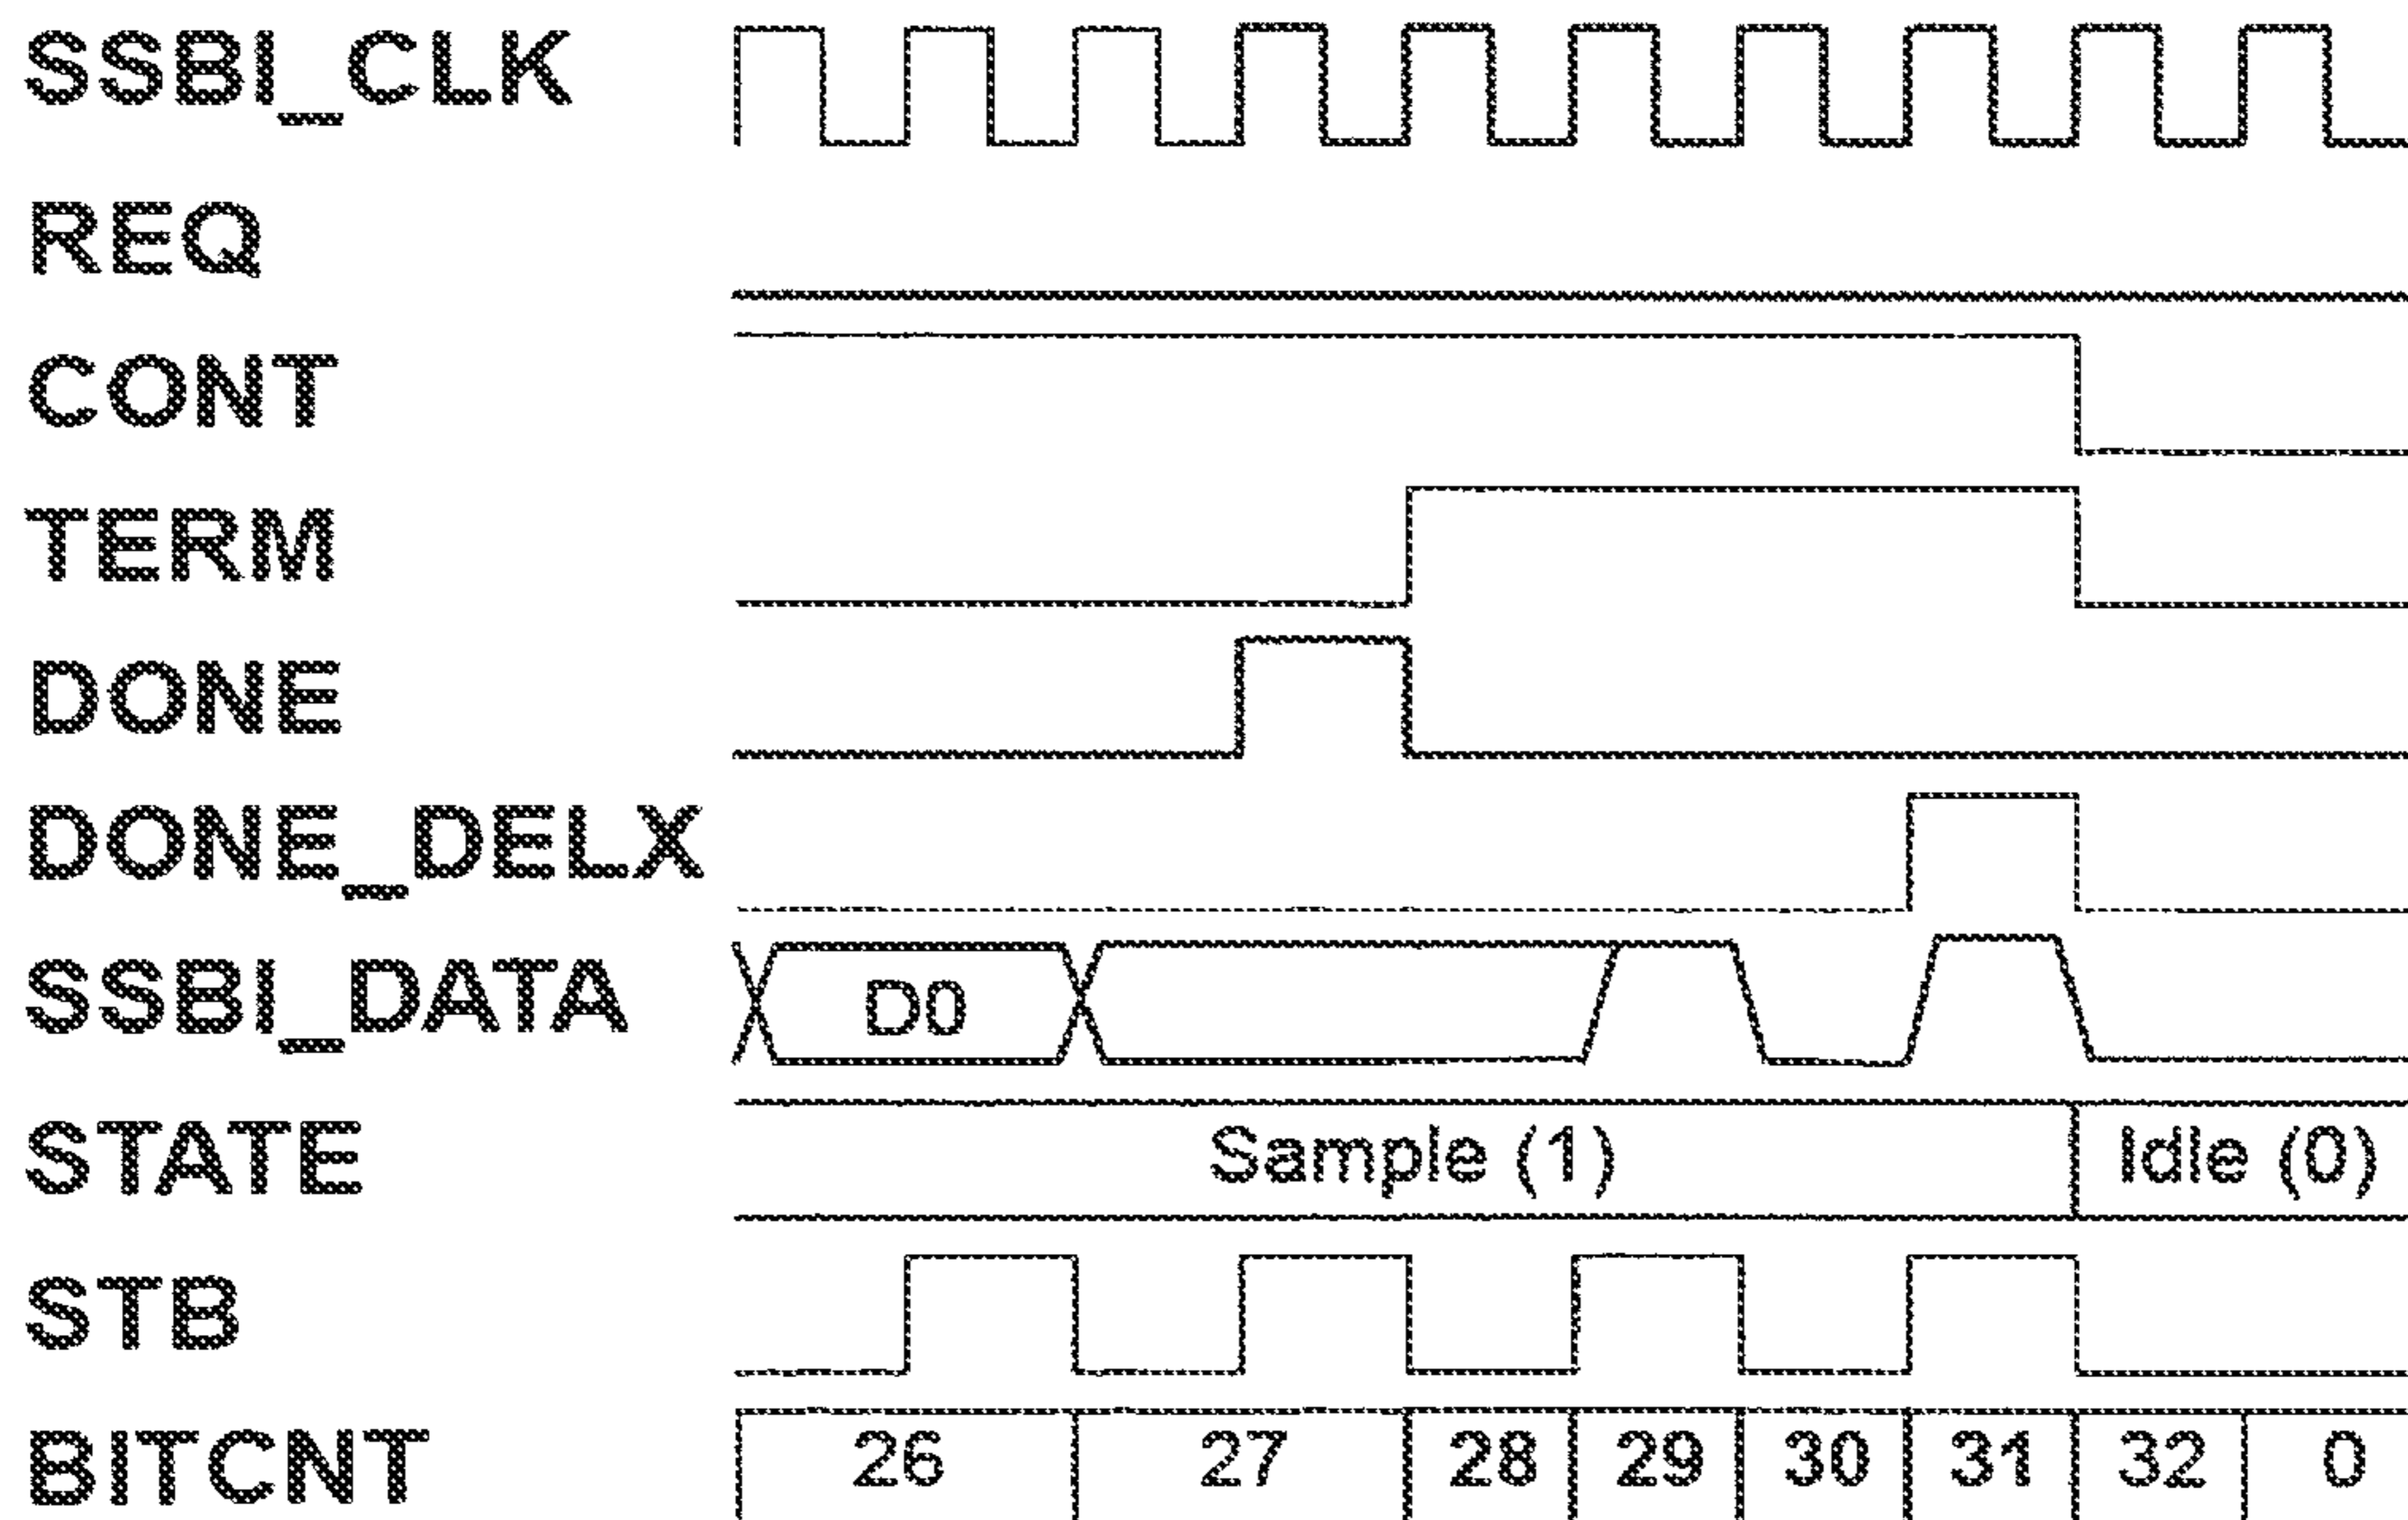 SSBI_CLK
REQ
CONT
TERM
DONE
DONE_DELX
SSBI_DATA D0
STATE Sample (1) Idle (0)
STB
BITCNT 26 27 28 29 30 31 32 0